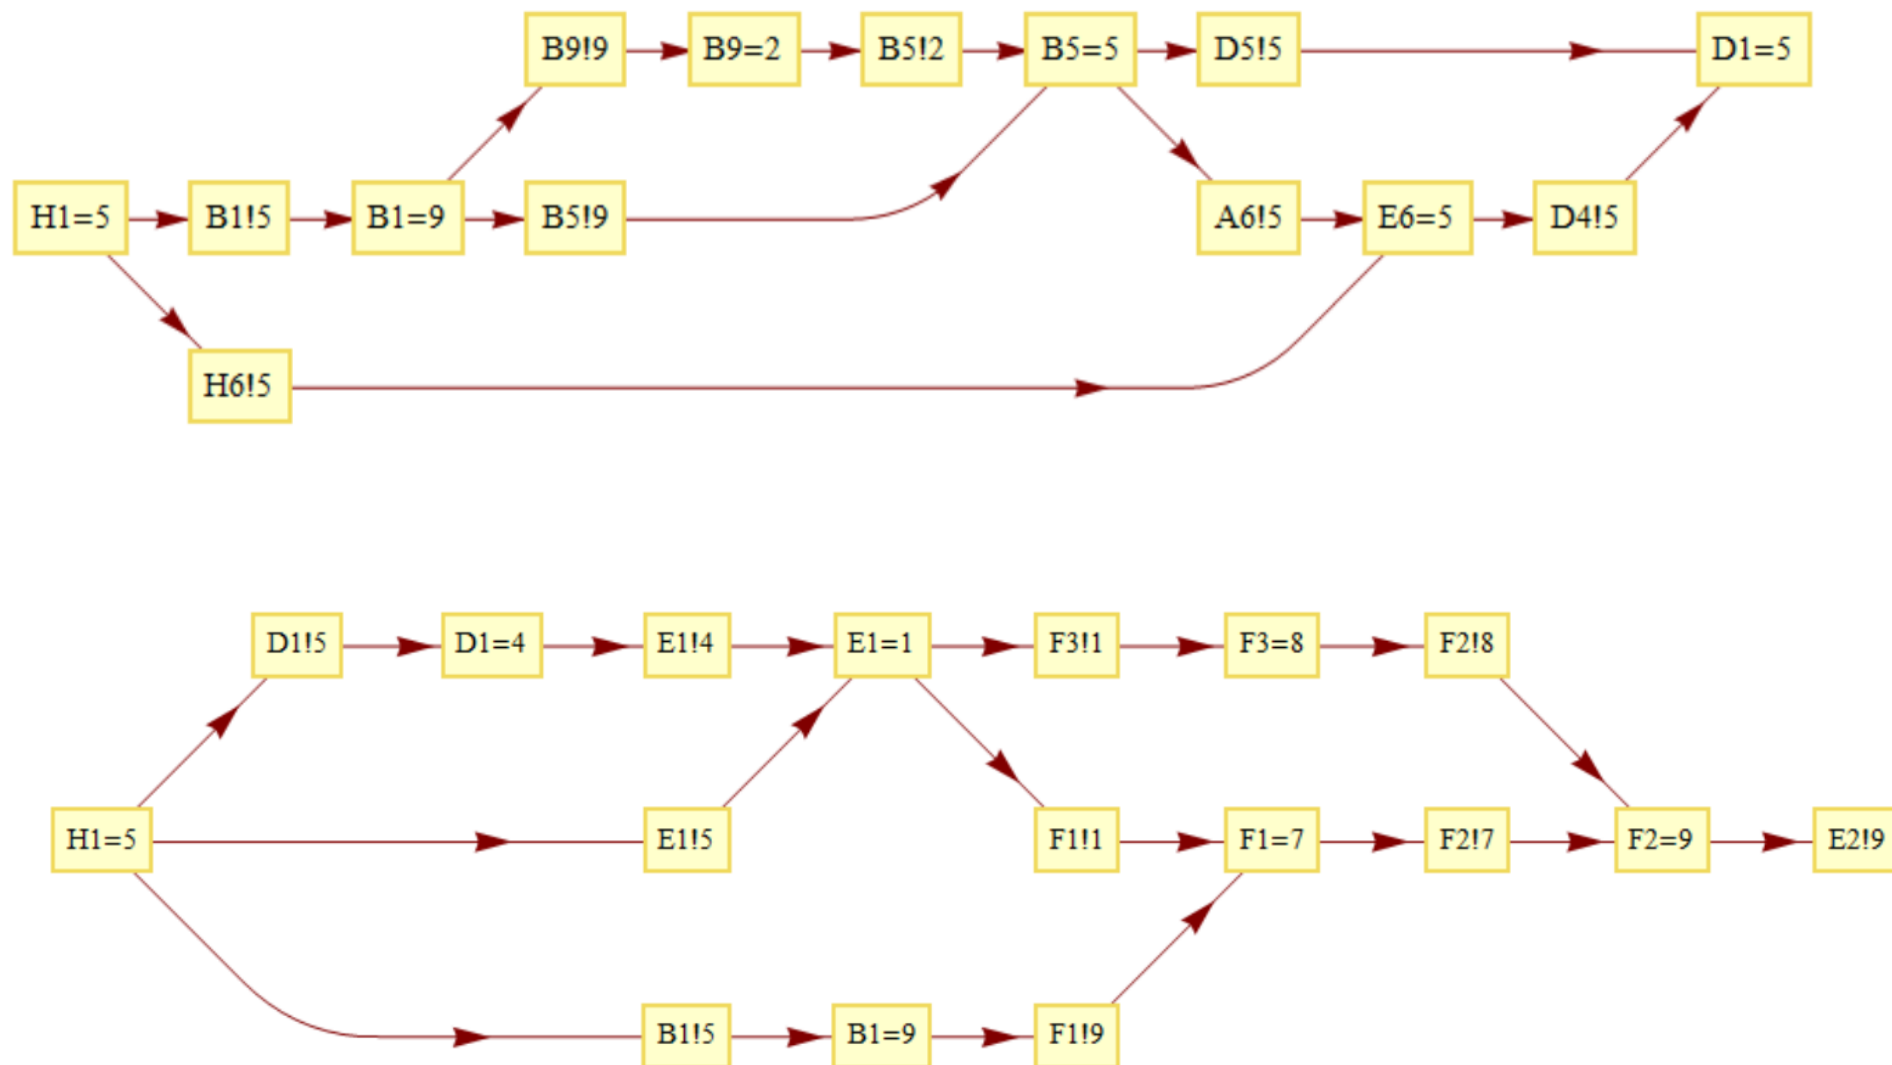 B9!9 B9=2 B5!2 B5=5 D5!5 D1=5
H1=5 B1!5 B1=9 B5!9 A6!5 E6=5 D4!5
H6!5
D1!5 D1=4 E1!4 E1=1 F3!1 F3=8 F2!8
H1=5 E1!5 F1!1 F1=7 F2!7 F2=9 E2!9
B1!5 B1=9 F1!9